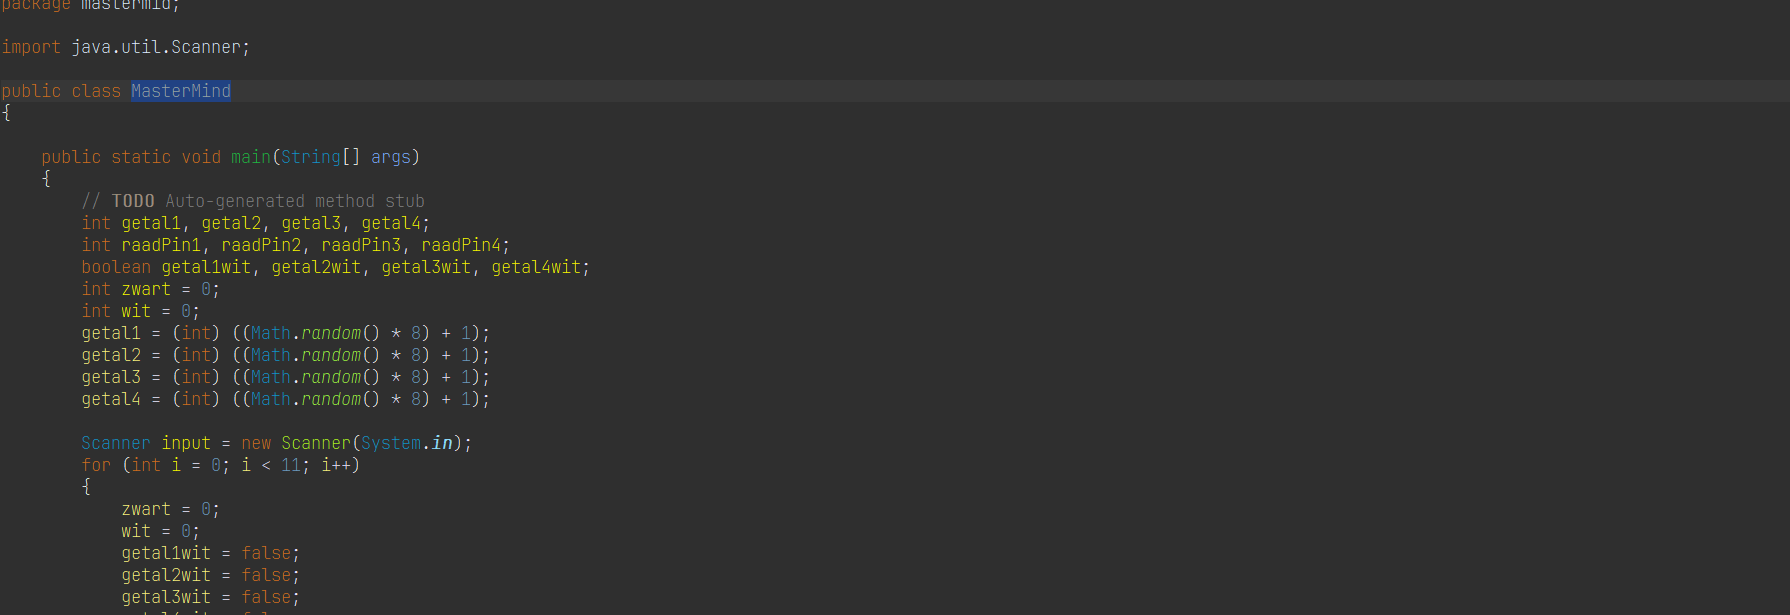 package mastermid;
import java.util.Scanner;
public class MasterMind
{
public static void main(String[] args)
{
// TODO Auto-generated method stub
int getal1, getal2, getal3, getal4;
int raadPin1, raadPin2, raadPin3, raadPin4;
boolean getal1wit, getal2wit, getal3wit, getal4wit;
int zwart = 0;
int wit = 0;
getal1 = (int) ((Math.random() * 8) + 1);
getal2 = (int) ((Math.random() * 8) + 1);
getal3 = (int) ((Math.random() * 8) + 1);
getal4 = (int) ((Math.random() * 8) + 1);
Scanner input = new Scanner(System.in);
for (int i = 0; i < 11; i++)
{
zwart = 0;
wit = 0;
getal1wit = false;
getal2wit = false;
getal3wit = false;